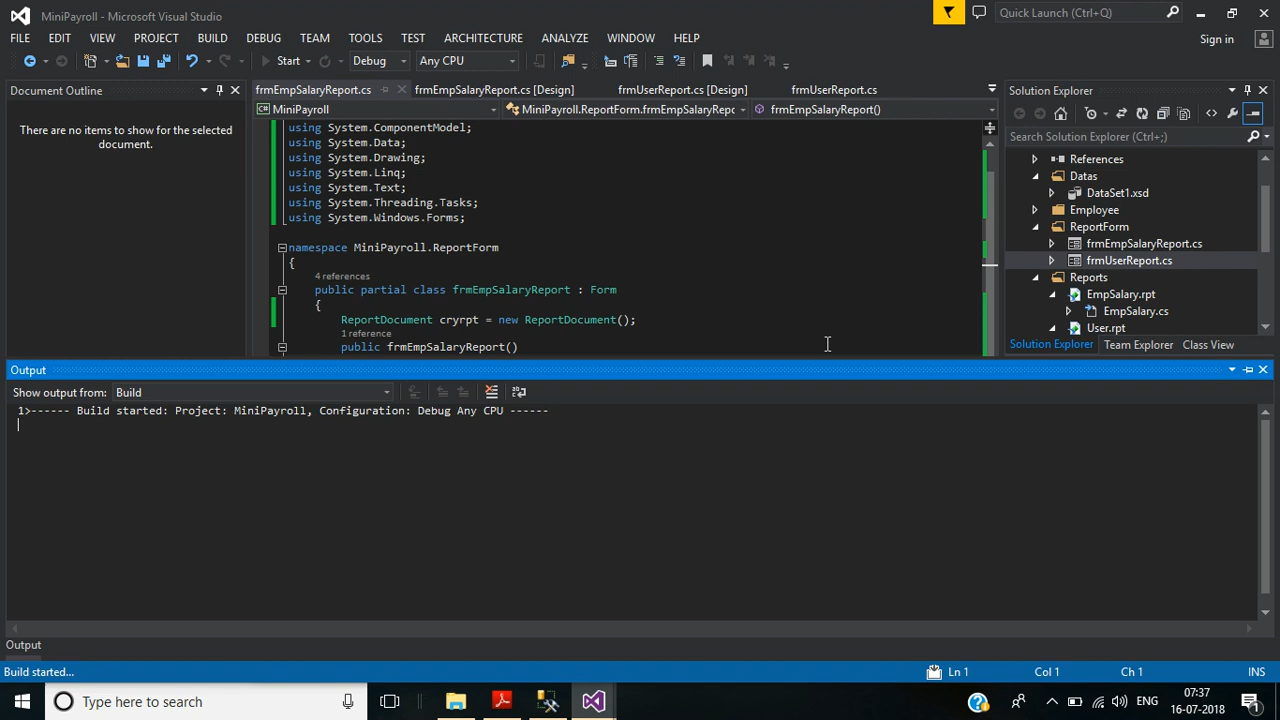 MiniPayroll - Microsoft Visual Studio
Quick Launch (Ctrl+Q)
FILE EDIT VIEW PROJECT BUILD DEBUG TEAM TOOLS TEST ARCHITECTURE ANALYZE WINDOW HELP
Sign in
Start Debug Any CPU
Document Outline
There are no items to show for the selected
document.
frmEmpSalaryReport.cs frmEmpSalaryReport.cs [Design] frmUserReport.cs [Design] frmUserReport.cs
MiniPayroll MiniPayroll.ReportForm.frmEmpSalaryRepc frmEmpSalaryReport()
using System.ComponentModel;
using System.Data;
using System.Drawing;
using System.Linq;
using System.Text;
using System.Threading.Tasks;
using System.Windows.Forms;
namespace MiniPayroll.ReportForm
{
4 references
public partial class frmEmpSalaryReport : Form
{
ReportDocument cryrpt = new ReportDocument();
1 reference
public frmEmpSalaryReport()
Solution Explorer
Search Solution Explorer (Ctrl+;)
References
Datas
DataSet1.xsd
Employee
ReportForm
frmEmpSalaryReport.cs
frmUserReport.cs
Reports
EmpSalary.rpt
EmpSalary.cs
User.rpt
Solution Explorer Team Explorer Class View
Output
Show output from: Build
1>------ Build started: Project: MiniPayroll, Configuration: Debug Any CPU ------
Output
Build started...
Ln 1 Col 1 Ch 1 INS
Type here to search
ENG
07:37
16-07-2018
1